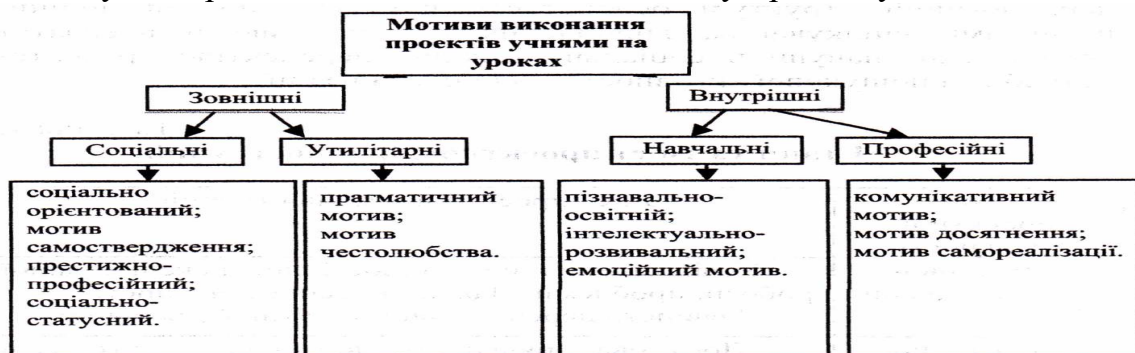 Мотиви виконання
проектів учнями на
уроках
Зовнішні
Внутрішні
Соціальні
Утилітарні
Навчальні
Професійні
соціально
орієнтований;
мотив
самоствердження;
престижно-
професійний;
соціально-
статусний.
прагматичний
мотив;
мотив
честолюбства.
пізнавально-
освітній;
інтелектуально-
розвивальний;
емоційний мотив.
комунікативний
мотив;
мотив досягнення;
мотив самореалізації.